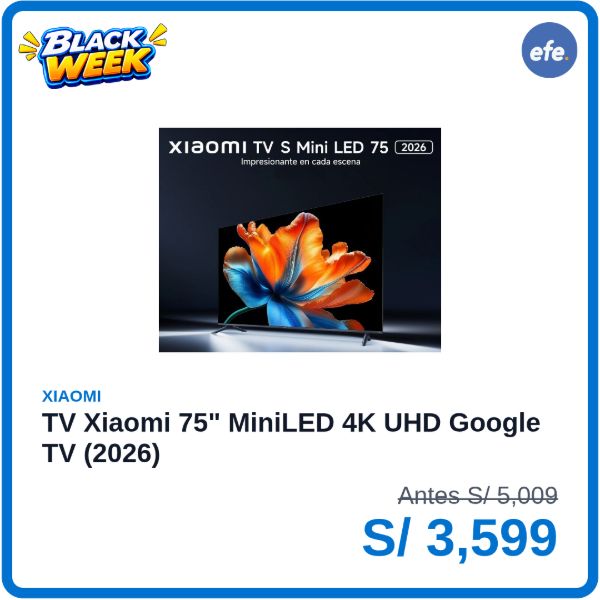 BLACK
WEEK
efe.
xiaomi TV S Mini LED 75 2026
Impresionante en cada escena
XIAOMI
TV Xiaomi 75" MiniLED 4K UHD Google
TV (2026)
Antes S/ 5,009
S/ 3,599